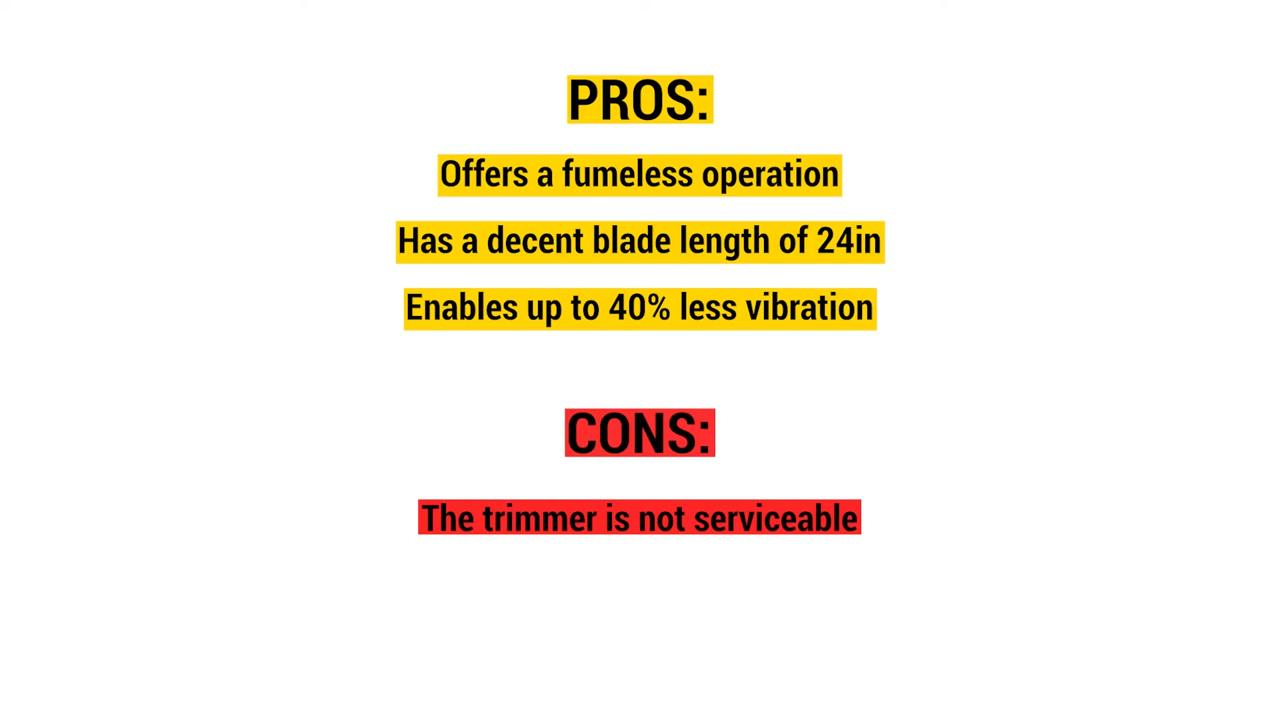 PROS:
Offers a fumeless operation
Has a decent blade length of 24in
Enables up to 40% less vibration
CONS:
The trimmer is not serviceable